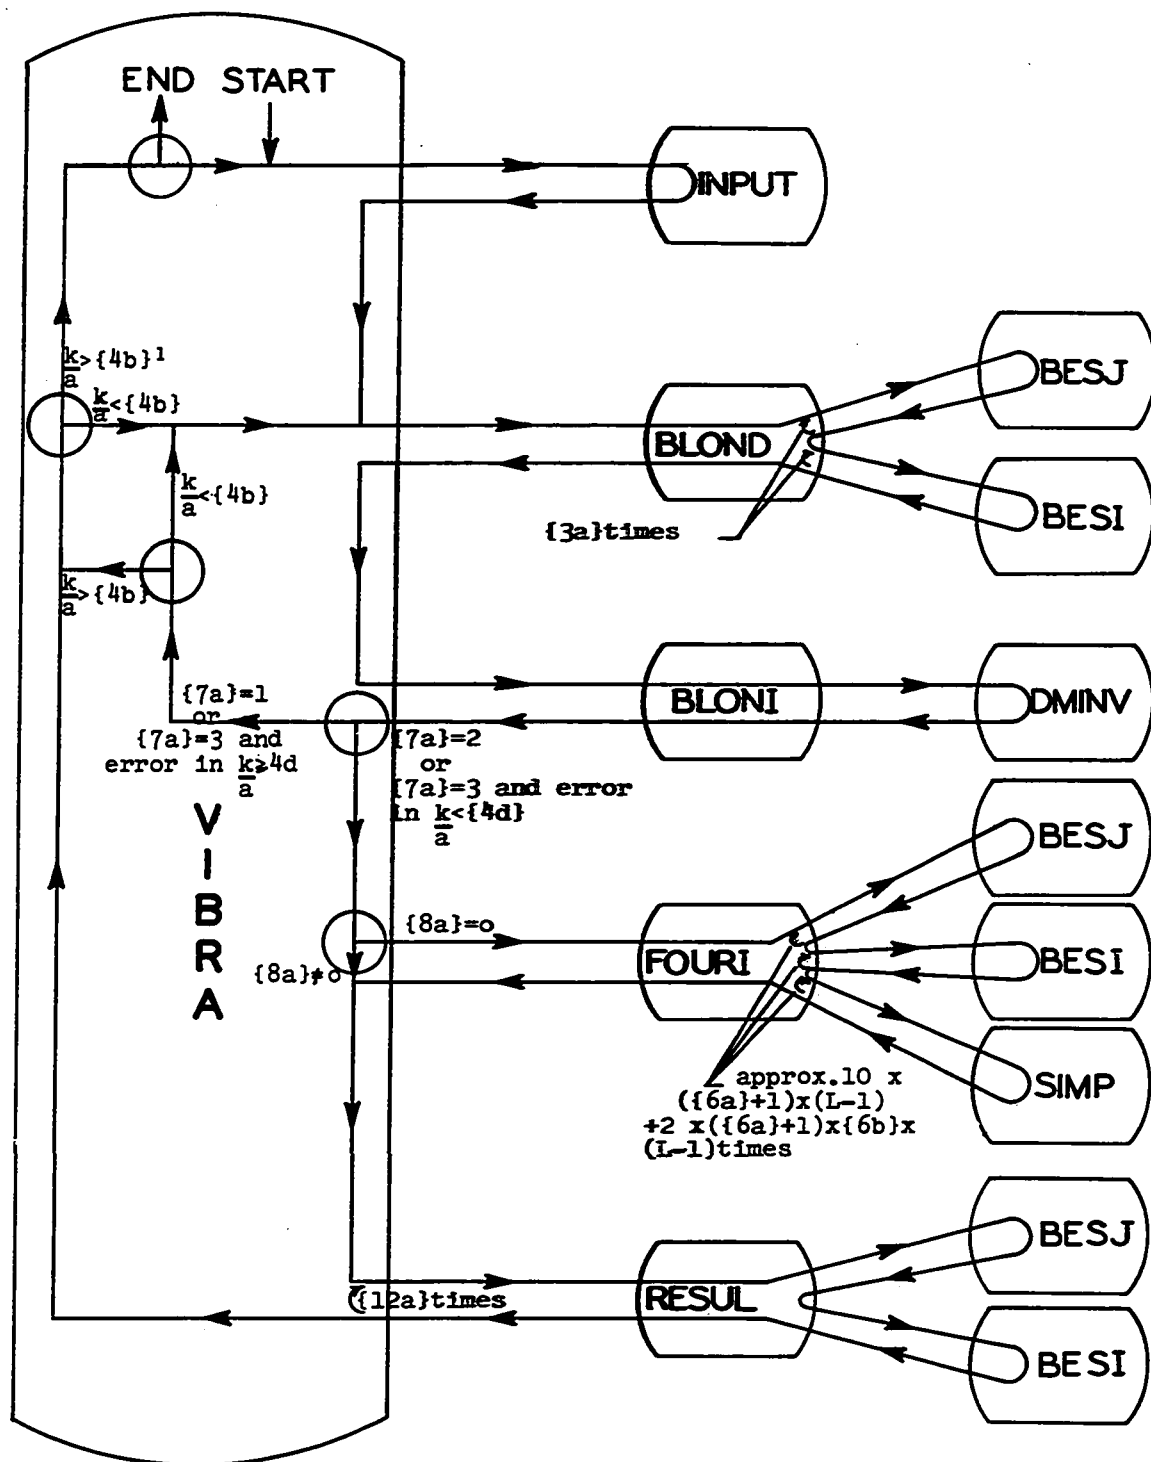 END START
INPUT
k/a>{4b}1
k/a<{4b}
BESJ
BLOND
k/a<{4b}
BESI
{3a}times
k/a>{4b}
{7a}=1
or
{7a}=3 and
error in k/a≥4d
BLONI
DMINV
{7a}=2
or
{7a}=3 and error
in k/a<{4d}
VIBRA
BESJ
{8a}=o
FOURI
BESI
{8a}≠o
SIMP
approx.10 x
({6a}+1)x(L-1)
+2 x({6a}+1)x{6b}x
(L-1)times
BESJ
RESUL
({12a}times
BESI